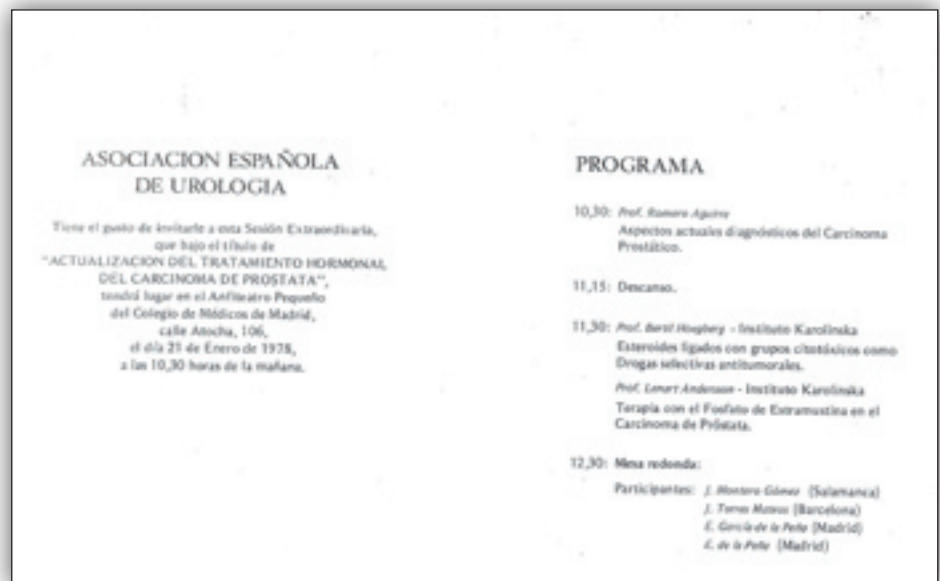 ASOCIACION ESPAÑOLA
DE UROLOGIA
Tiene el gusto de invitarle a esta Sesión Extraordinaria,
que bajo el título de
"ACTUALIZACION DEL TRATAMIENTO HORMONAL
DEL CARCINOMA DE PROSTATA",
tendrá lugar en el Anfiteatro Pequeño
del Colegio de Médicos de Madrid,
calle Atocha, 106,
el día 21 de Enero de 1978,
a las 10,30 horas de la mañana.
PROGRAMA
10,30: Prof. Romero Aguirre
Aspectos actuales diagnósticos del Carcinoma
Prostático.
11,15: Descanso.
11,30: Prof. Bertil - Instituto Karolinska
Esteroides ligados con grupos citotóxicos como
Drogas selectivas antitumorales.
Prof. Andersson - Instituto Karolinska
Terapia con el Fosfato de Estramustina en el
Carcinoma de Próstata.
12,30: Mesa redonda:
Participantes: J. Montero Gómez (Salamanca)
J. Torres Mateos (Barcelona)
E. García de la Peña (Madrid)
E. de la Peña (Madrid)